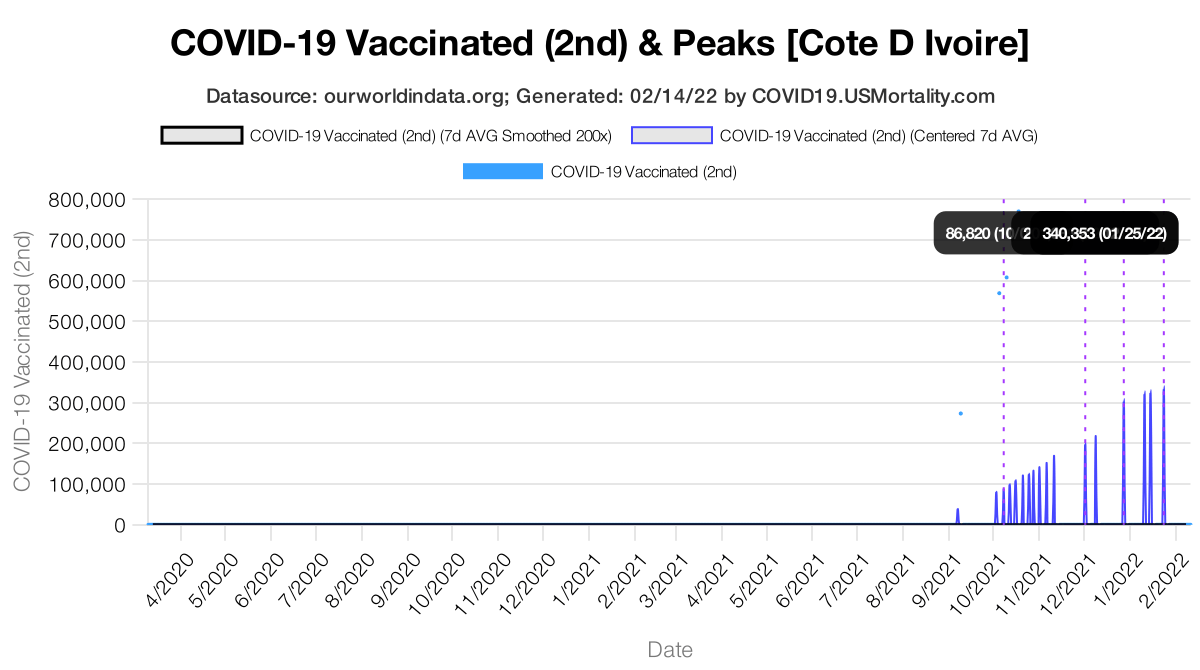 COVID-19 Vaccinated (2nd) & Peaks [Cote D Ivoire]
Datasource: ourworldindata.org; Generated: 02/14/22 by COVID19.USMortality.com
COVID-19 Vaccinated (2nd) (7d AVG Smoothed 200x) COVID-19 Vaccinated (2nd) (Centered 7d AVG)
COVID-19 Vaccinated (2nd)
COVID-19 Vaccinated (2nd)
800,000
700,000
600,000
500,000
400,000
300,000
200,000
100,000
0
86,820 340,353 (01/25/22)
4/2020 5/2020 6/2020 7/2020 8/2020 9/2020 10/2020 11/2020 12/2020 1/2021 2/2021 3/2021 4/2021 5/2021 6/2021 7/2021 8/2021 9/2021 10/2021 11/2021 12/2021 1/2022 2/2022
Date